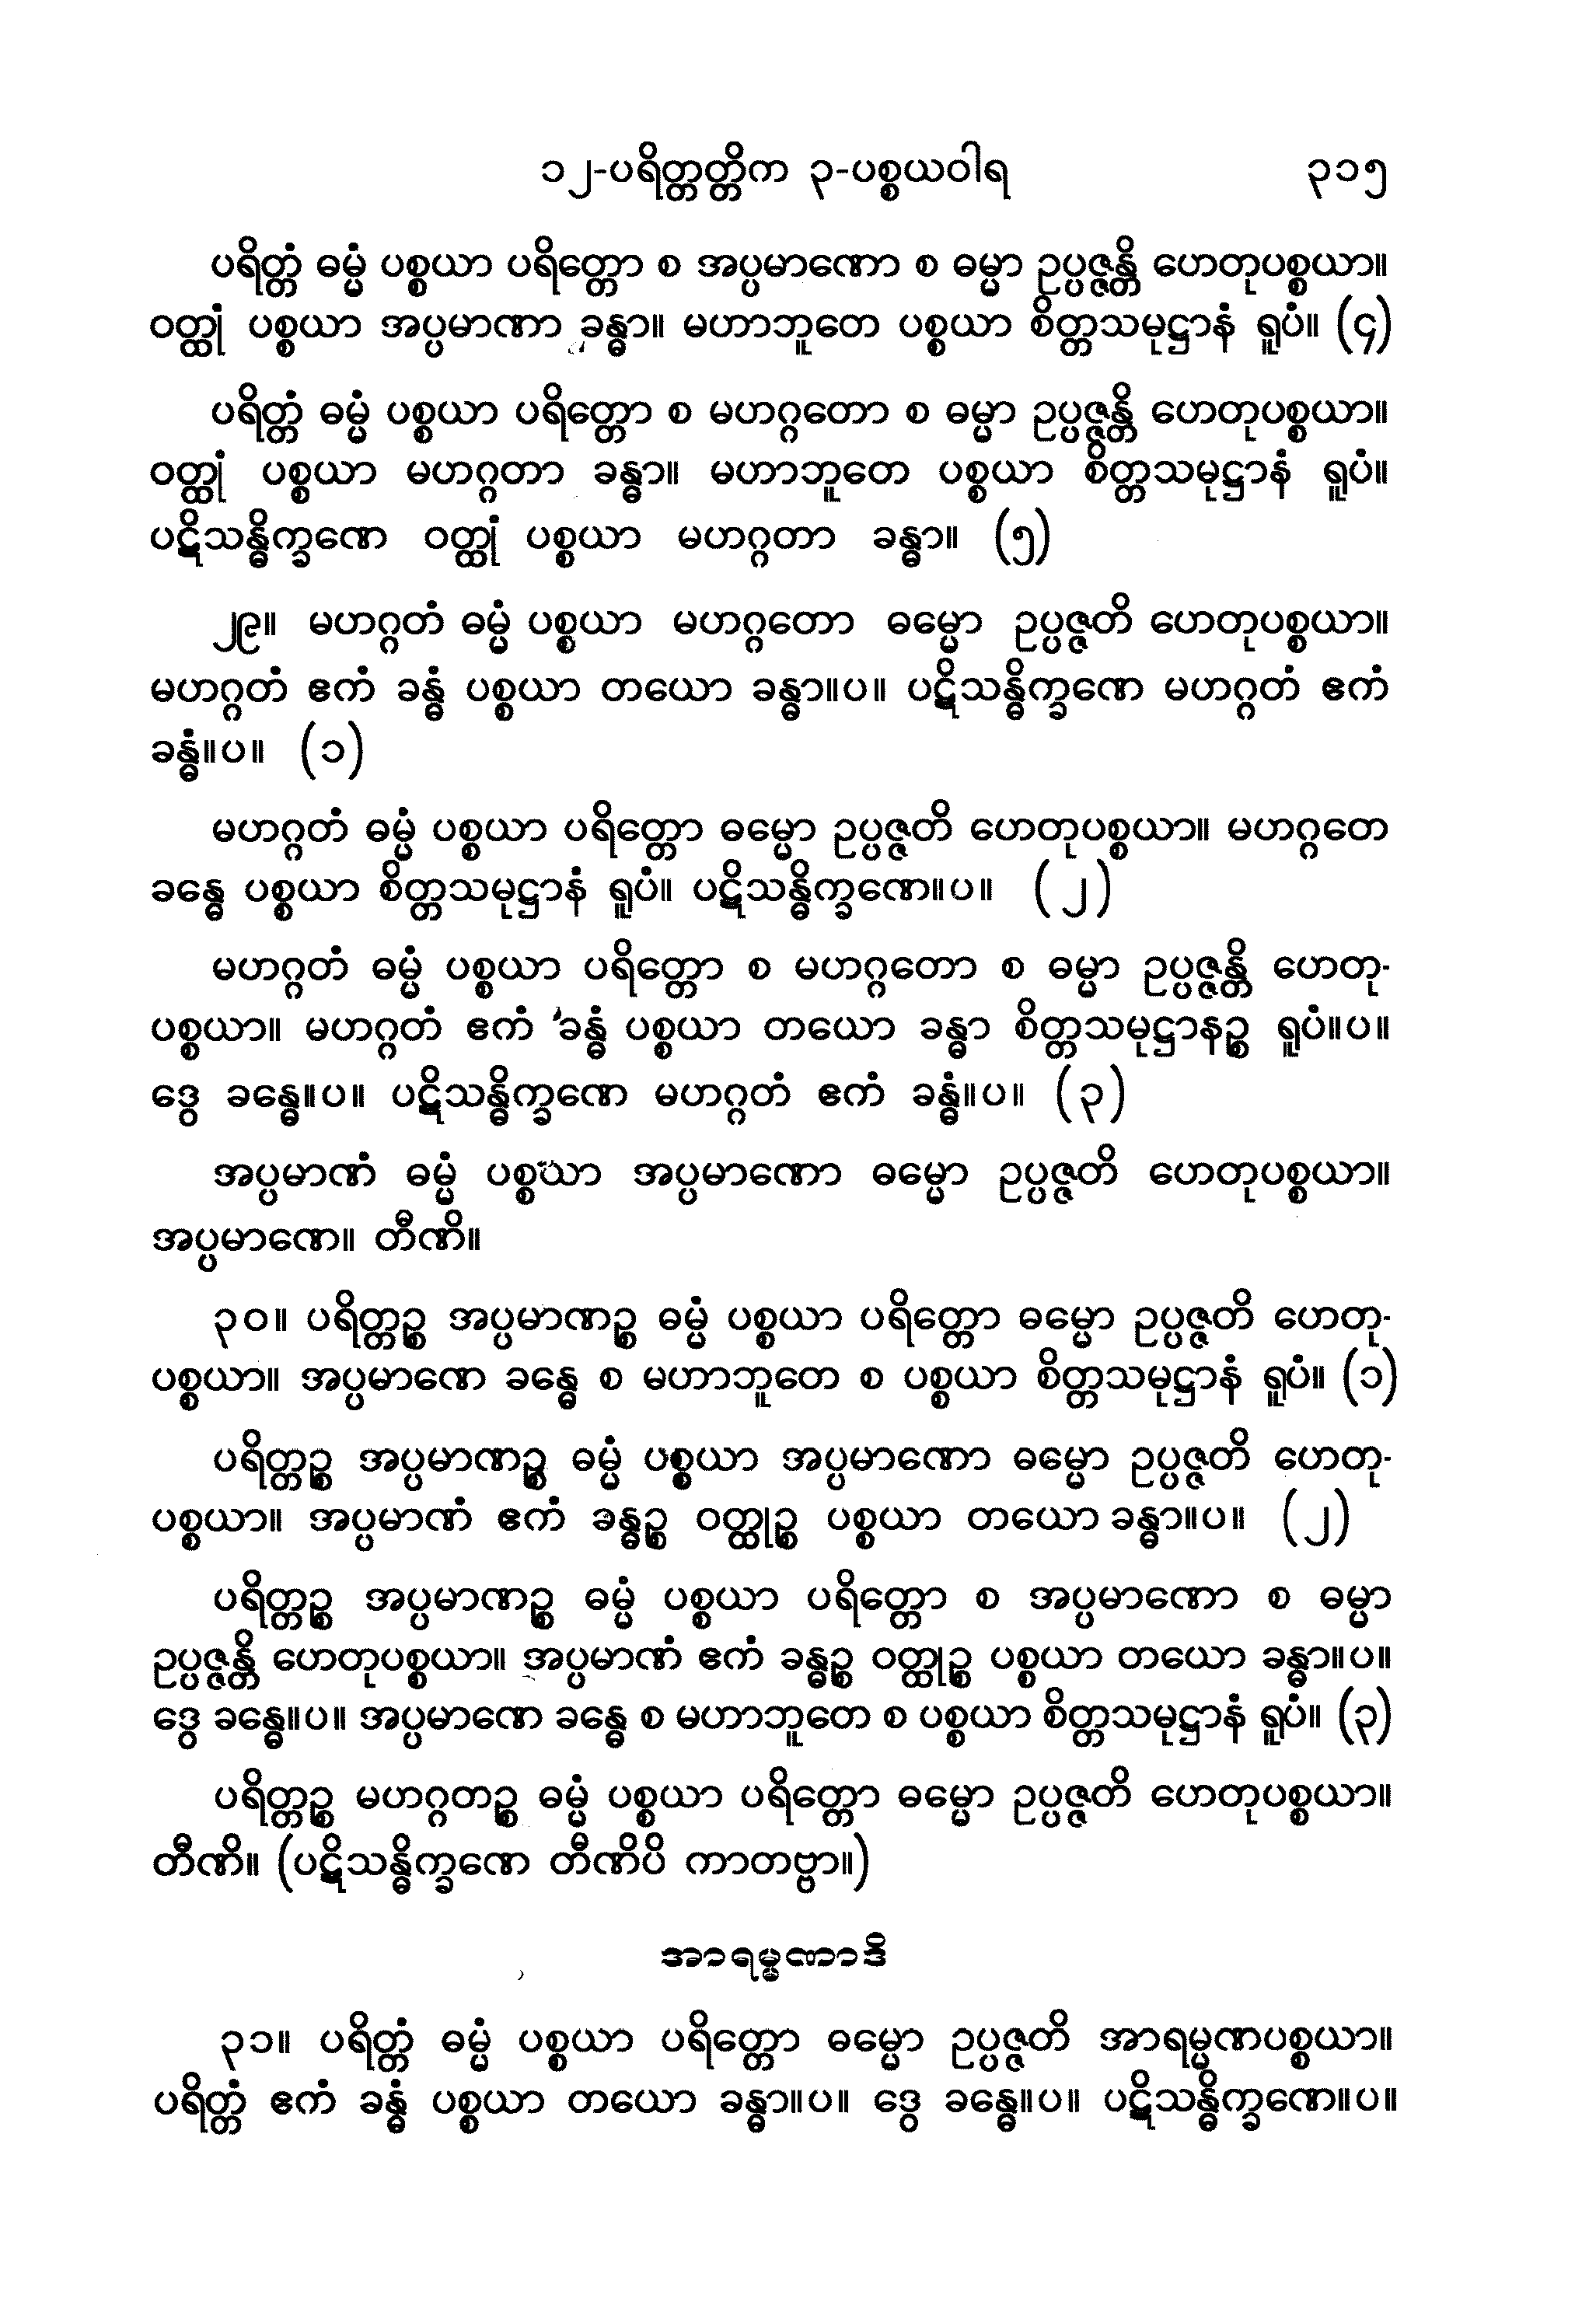 ၁၂-ပရိတ္တတ္တိက ၃-ပစ္စယဝါရ ၃၁၅
ပရိတ္တံ ဓမ္မံ ပစ္စယာ ပရိတ္တော စ အပ္ပမာဏော စ ဓမ္မာ ဥပ္ပဇ္ဇန္တိ ဟေတုပစ္စယာ။
ဝတ္ထုံ ပစ္စယာ အပ္ပမာဏာ ခန္ဓာ။ မဟာဘူတေ ပစ္စယာ စိတ္တသမုဋ္ဌာနံ ရူပံ။ (၄)
ပရိတ္တံ ဓမ္မံ ပစ္စယာ ပရိတ္တော စ မဟဂ္ဂတော စ ဓမ္မာ ဥပ္ပဇ္ဇန္တိ ဟေတုပစ္စယာ။
ဝတ္ထုံ ပစ္စယာ မဟဂ္ဂတာ ခန္ဓာ။ မဟာဘူတေ ပစ္စယာ စိတ္တသမုဋ္ဌာနံ ရူပံ။
ပဋိသန္ဓိက္ခဏေ ဝတ္ထုံ ပစ္စယာ မဟဂ္ဂတာ ခန္ဓာ။ (၅)
၂၉။ မဟဂ္ဂတံ ဓမ္မံ ပစ္စယာ မဟဂ္ဂတော ဓမ္မော ဥပ္ပဇ္ဇတိ ဟေတုပစ္စယာ။
မဟဂ္ဂတံ ဧကံ ခန္ဓံ ပစ္စယာ တယော ခန္ဓာ။ပ။ ပဋိသန္ဓိက္ခဏေ မဟဂ္ဂတံ ဧကံ
ခန္ဓံ။ပ။ (၁)
မဟဂ္ဂတံ ဓမ္မံ ပစ္စယာ ပရိတ္တော ဓမ္မော ဥပ္ပဇ္ဇတိ ဟေတုပစ္စယာ။ မဟဂ္ဂတေ
ခန္ဓေ ပစ္စယာ စိတ္တသမုဋ္ဌာနံ ရူပံ။ ပဋိသန္ဓိက္ခဏေ။ပ။ (၂)
မဟဂ္ဂတံ ဓမ္မံ ပစ္စယာ ပရိတ္တော စ မဟဂ္ဂတော စ ဓမ္မာ ဥပ္ပဇ္ဇန္တိ ဟေတု-
ပစ္စယာ။ မဟဂ္ဂတံ ဧကံ ခန္ဓံ ပစ္စယာ တယော ခန္ဓာ စိတ္တသမုဋ္ဌာနဉ္စ ရူပံ။ပ။
ဒွေ ခန္ဓေ။ပ။ ပဋိသန္ဓိက္ခဏေ မဟဂ္ဂတံ ဧကံ ခန္ဓံ။ပ။ (၃)
အပ္ပမာဏံ ဓမ္မံ ပစ္စယာ အပ္ပမာဏော ဓမ္မော ဥပ္ပဇ္ဇတိ ဟေတုပစ္စယာ။
အပ္ပမာဏေ။ တီဏိ။
၃၀။ ပရိတ္တဉ္စ အပ္ပမာဏဉ္စ ဓမ္မံ ပစ္စယာ ပရိတ္တော ဓမ္မော ဥပ္ပဇ္ဇတိ ဟေတု-
ပစ္စယာ။ အပ္ပမာဏေ ခန္ဓေ စ မဟာဘူတေ စ ပစ္စယာ စိတ္တသမုဋ္ဌာနံ ရူပံ။ (၁)
ပရိတ္တဉ္စ အပ္ပမာဏဉ္စ ဓမ္မံ ပစ္စယာ အပ္ပမာဏော ဓမ္မော ဥပ္ပဇ္ဇတိ ဟေတု-
ပစ္စယာ။ အပ္ပမာဏံ ဧကံ ခန္ဓဉ္စ ဝတ္ထုဉ္စ ပစ္စယာ တယော ခန္ဓာ။ပ။ (၂)
ပရိတ္တဉ္စ အပ္ပမာဏဉ္စ ဓမ္မံ ပစ္စယာ ပရိတ္တော စ အပ္ပမာဏော စ ဓမ္မာ
ဥပ္ပဇ္ဇန္တိ ဟေတုပစ္စယာ။ အပ္ပမာဏံ ဧကံ ခန္ဓဉ္စ ဝတ္ထုဉ္စ ပစ္စယာ တယော ခန္ဓာ။ပ။
ဒွေ ခန္ဓေ။ပ။ အပ္ပမာဏေ ခန္ဓေ စ မဟာဘူတေ စ ပစ္စယာ စိတ္တသမုဋ္ဌာနံ ရူပံ။ (၃)
ပရိတ္တဉ္စ မဟဂ္ဂတဉ္စ ဓမ္မံ ပစ္စယာ ပရိတ္တော ဓမ္မော ဥပ္ပဇ္ဇတိ ဟေတုပစ္စယာ။
တီဏိ။ (ပဋိသန္ဓိက္ခဏေ တီဏိပိ ကာတဗ္ဗာ။)
အာရမ္မဏာဒိ
၃၁။ ပရိတ္တံ ဓမ္မံ ပစ္စယာ ပရိတ္တော ဓမ္မော ဥပ္ပဇ္ဇတိ အာရမ္မဏပစ္စယာ။
ပရိတ္တံ ဧကံ ခန္ဓံ ပစ္စယာ တယော ခန္ဓာ။ပ။ ဒွေ ခန္ဓေ။ပ။ ပဋိသန္ဓိက္ခဏေ။ပ။